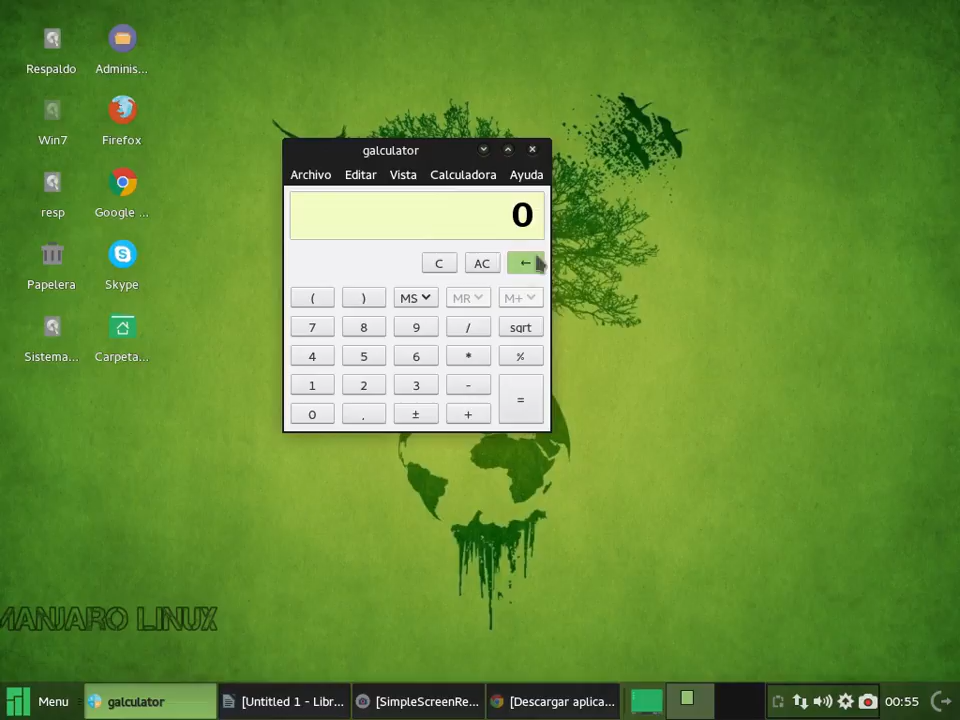 Respaldo
Adminis...
Win7
Firefox
resp
Google ...
Papelera
Skype
Sistema...
Carpeta...
galculator
Archivo Editar Vista Calculadora Ayuda
0
C AC ←
( ) MS MR M+
7 8 9 / sqrt
4 5 6 * %
1 2 3 - =
0 . ± +
MANJARO LINUX
Menu galculator [Untitled 1 - Libr... [SimpleScreenRe... [Descargar aplica... 00:55